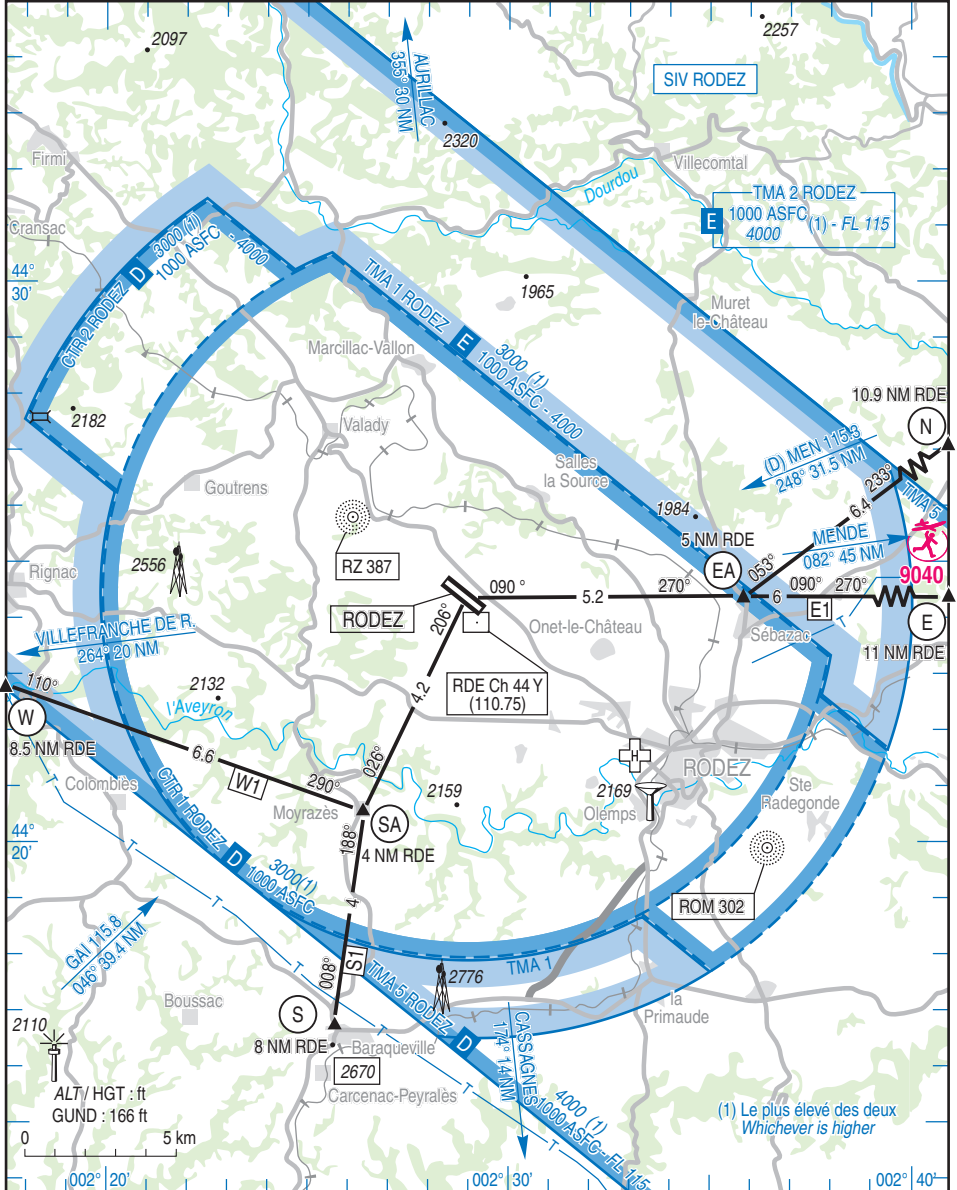 2097
2257
AURILLAC
355° 30 NM
SIV RODEZ
2320
Firmi
Villecomtal
Dourdou
TMA 2 RODEZ
E
1000 ASFC
4000
(1) - FL 115
Cransac
CTR 2 RODEZ
D
3000 (1)
1000 ASFC
- 4000
44°
30'
TMA 1 RODEZ
E
3000 (1)
1000 ASFC - 4000
1965
Muret
le-Château
Marcillac-Vallon
10.9 NM RDE
N
2182
Valady
(D) MEN 115.3
248° 31.5 NM
233°
Salles
la Source
Goutrens
6.4
TMA 5
1984
5 NM RDE
MENDE
082° 45 NM
2556
RZ 387
EA
053°
9040
Rignac
090°
5.2
270°
6
090°
270°
E1
E
RODEZ
206°
Onet-le-Château
Sébazac
11 NM RDE
VILLEFRANCHE DE R.
264° 20 NM
110°
2132
l'Aveyron
4.2
RDE Ch 44 Y
(110.75)
W
8.5 NM RDE
6.6
W1
026°
H
RODEZ
Colombiès
290°
2159
2169
Ste
Radegonde
Moyrazès
SA
Olemps
44°
20'
188°
4 NM RDE
CTR 1 RODEZ
D
3000(1)
1000 ASFC
4
ROM 302
GAI 115.8
046° 39.4 NM
S1
008°
TMA 1
2776
TMA 5 RODEZ
D
Boussac
la
Primaude
S
2110
8 NM RDE
Baraqueville
2670
Carcenac-Peyralès
CASSAGNES
174° 14 NM
4000 (1)
1000 ASFC-FL 115
ALT / HGT : ft
GUND : 166 ft
(1) Le plus élevé des deux
Whichever is higher
0
5 km
T
T
T
T
T
T
T
002° 20'
002° 30'
002° 40'